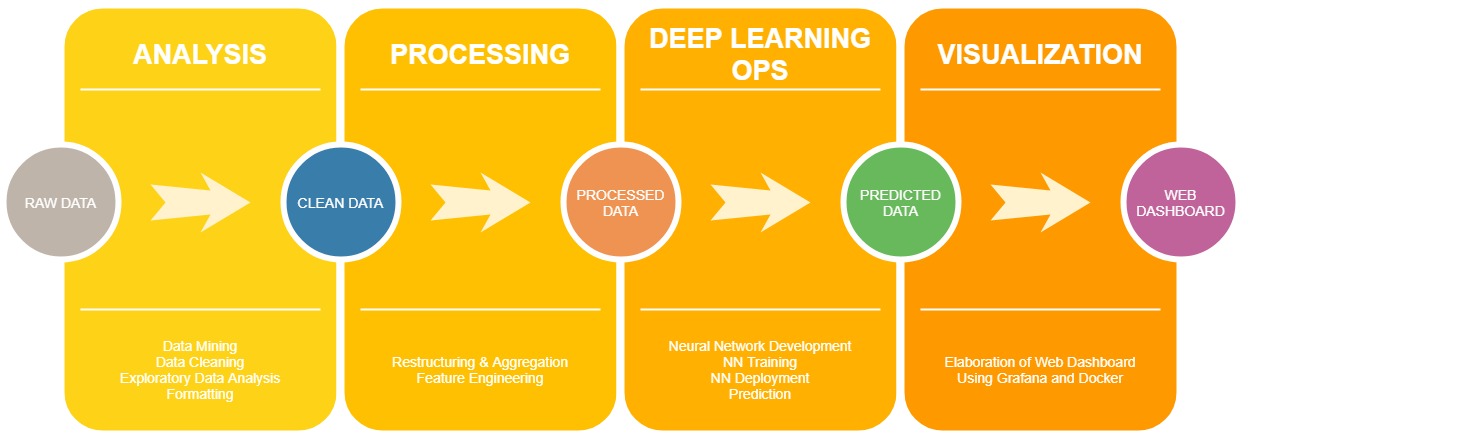 ANALYSIS
PROCESSING
DEEP LEARNING
OPS
VISUALIZATION
RAW DATA
CLEAN DATA
PROCESSED
DATA
PREDICTED
DATA
WEB
DASHBOARD
Data Mining
Data Cleaning
Exploratory Data Analysis
Formatting
Restructuring & Aggregation
Feature Engineering
Neural Network Development
NN Training
NN Deployment
Prediction
Elaboration of Web Dashboard
Using Grafana and Docker